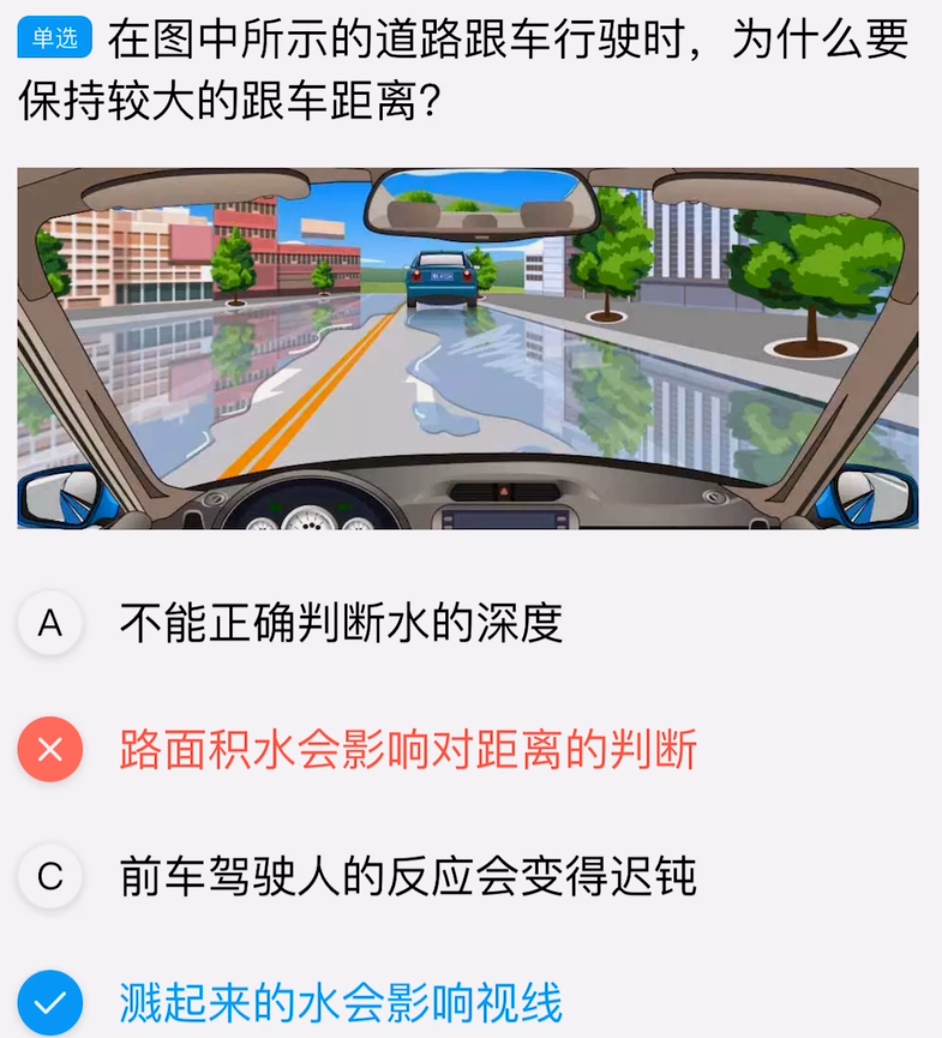 单选 在图中所示的道路跟车行驶时，为什么要
保持较大的跟车距离?
A 不能正确判断水的深度
路面积水会影响对距离的判断
C 前车驾驶人的反应会变得迟钝
溅起来的水会影响视线